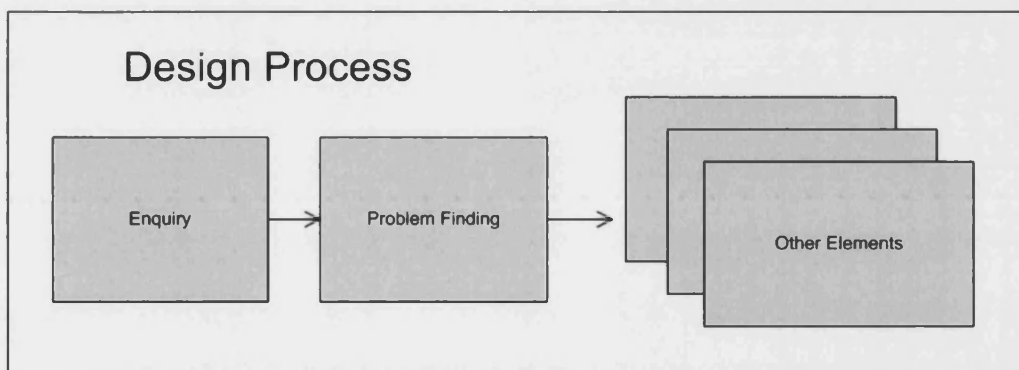 Design Process
Enquiry
Problem Finding
Other Elements